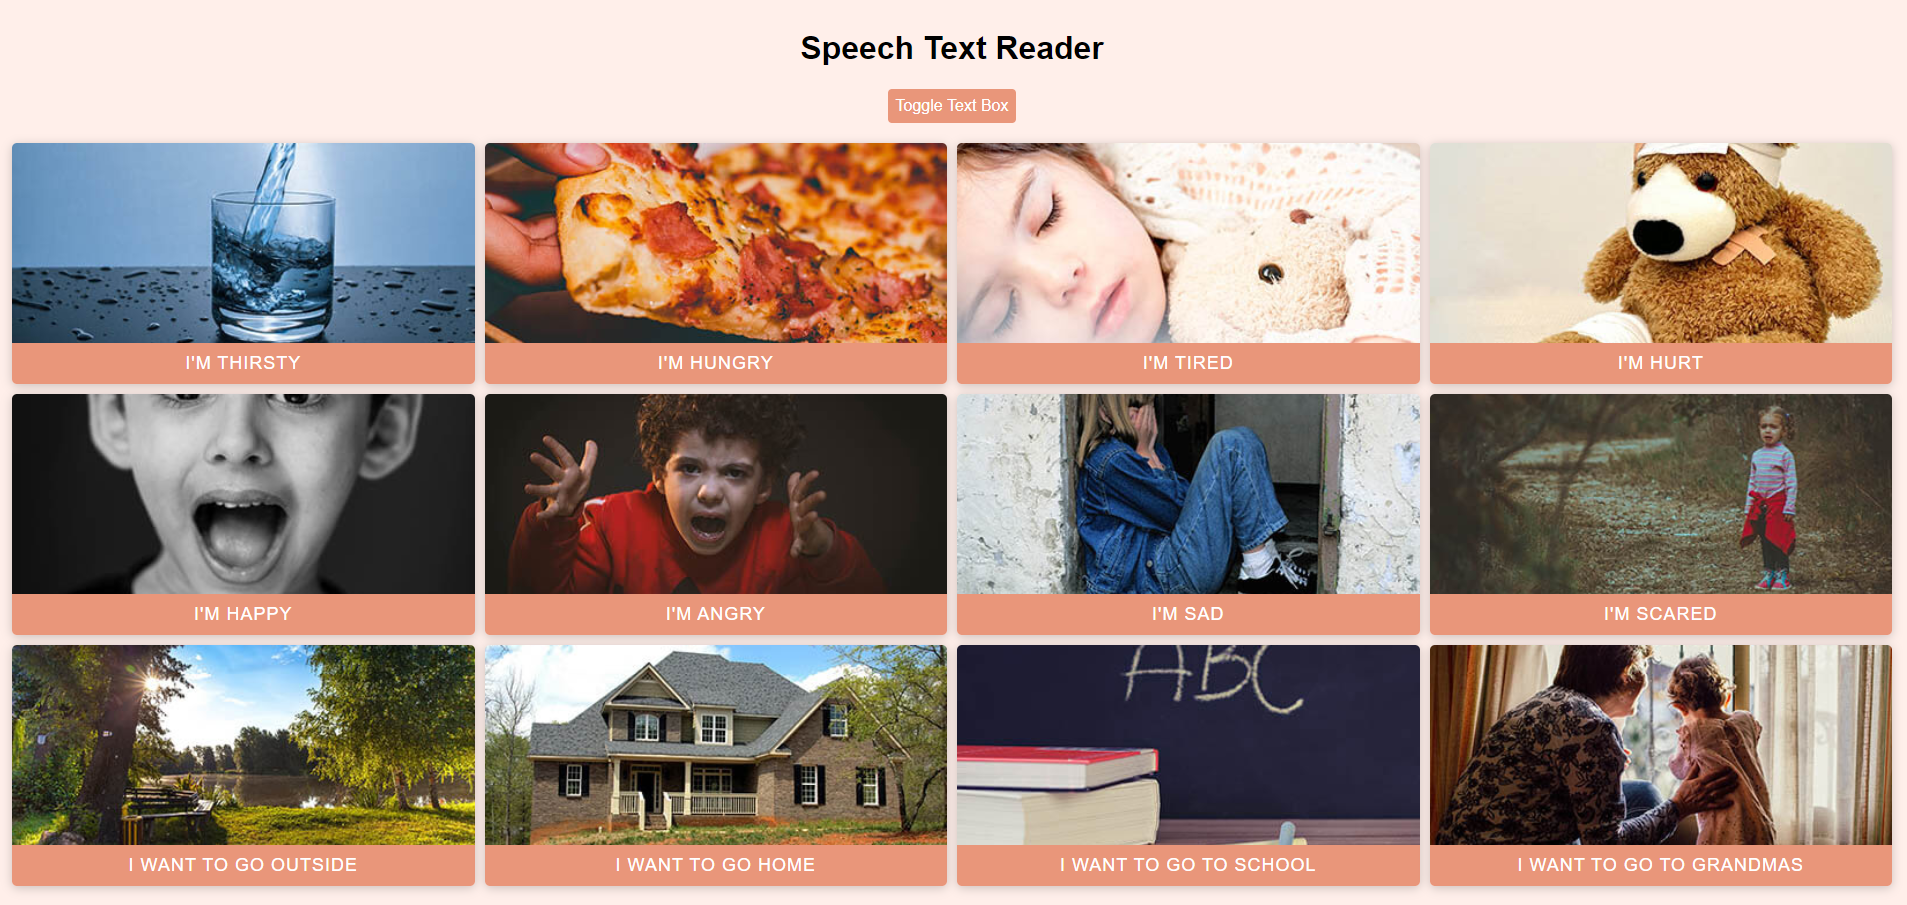 Speech Text Reader
Toggle Text Box
I'M THIRSTY
I'M HUNGRY
I'M TIRED
I'M HURT
I'M HAPPY
I'M ANGRY
I'M SAD
I'M SCARED
ABC
I WANT TO GO OUTSIDE
I WANT TO GO HOME
I WANT TO GO TO SCHOOL
I WANT TO GO TO GRANDMAS